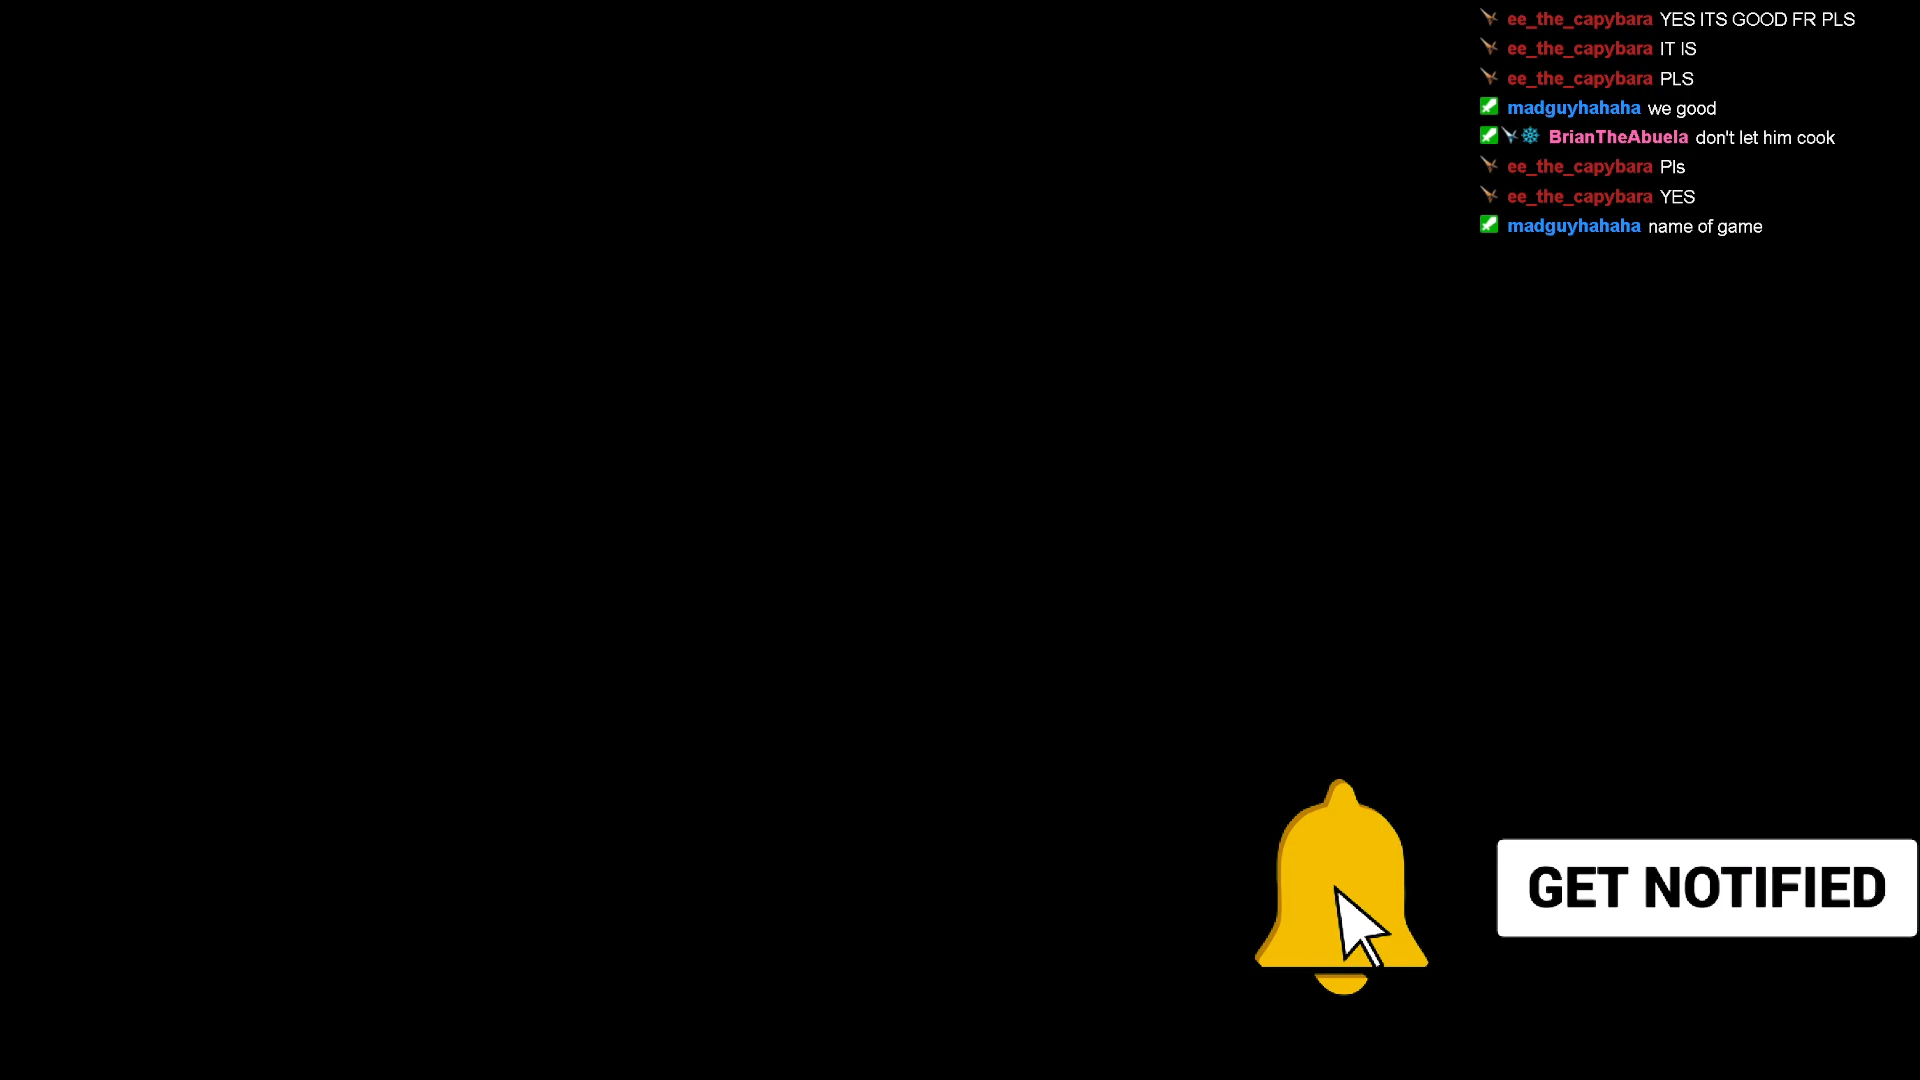 ee_the_capybara YES ITS GOOD FR PLS
ee_the_capybara IT IS
ee_the_capybara PLS
madguyhahaha we good
BrianTheAbuela don't let him cook
ee_the_capybara Pls
ee_the_capybara YES
madguyhahaha name of game
GET NOTIFIED